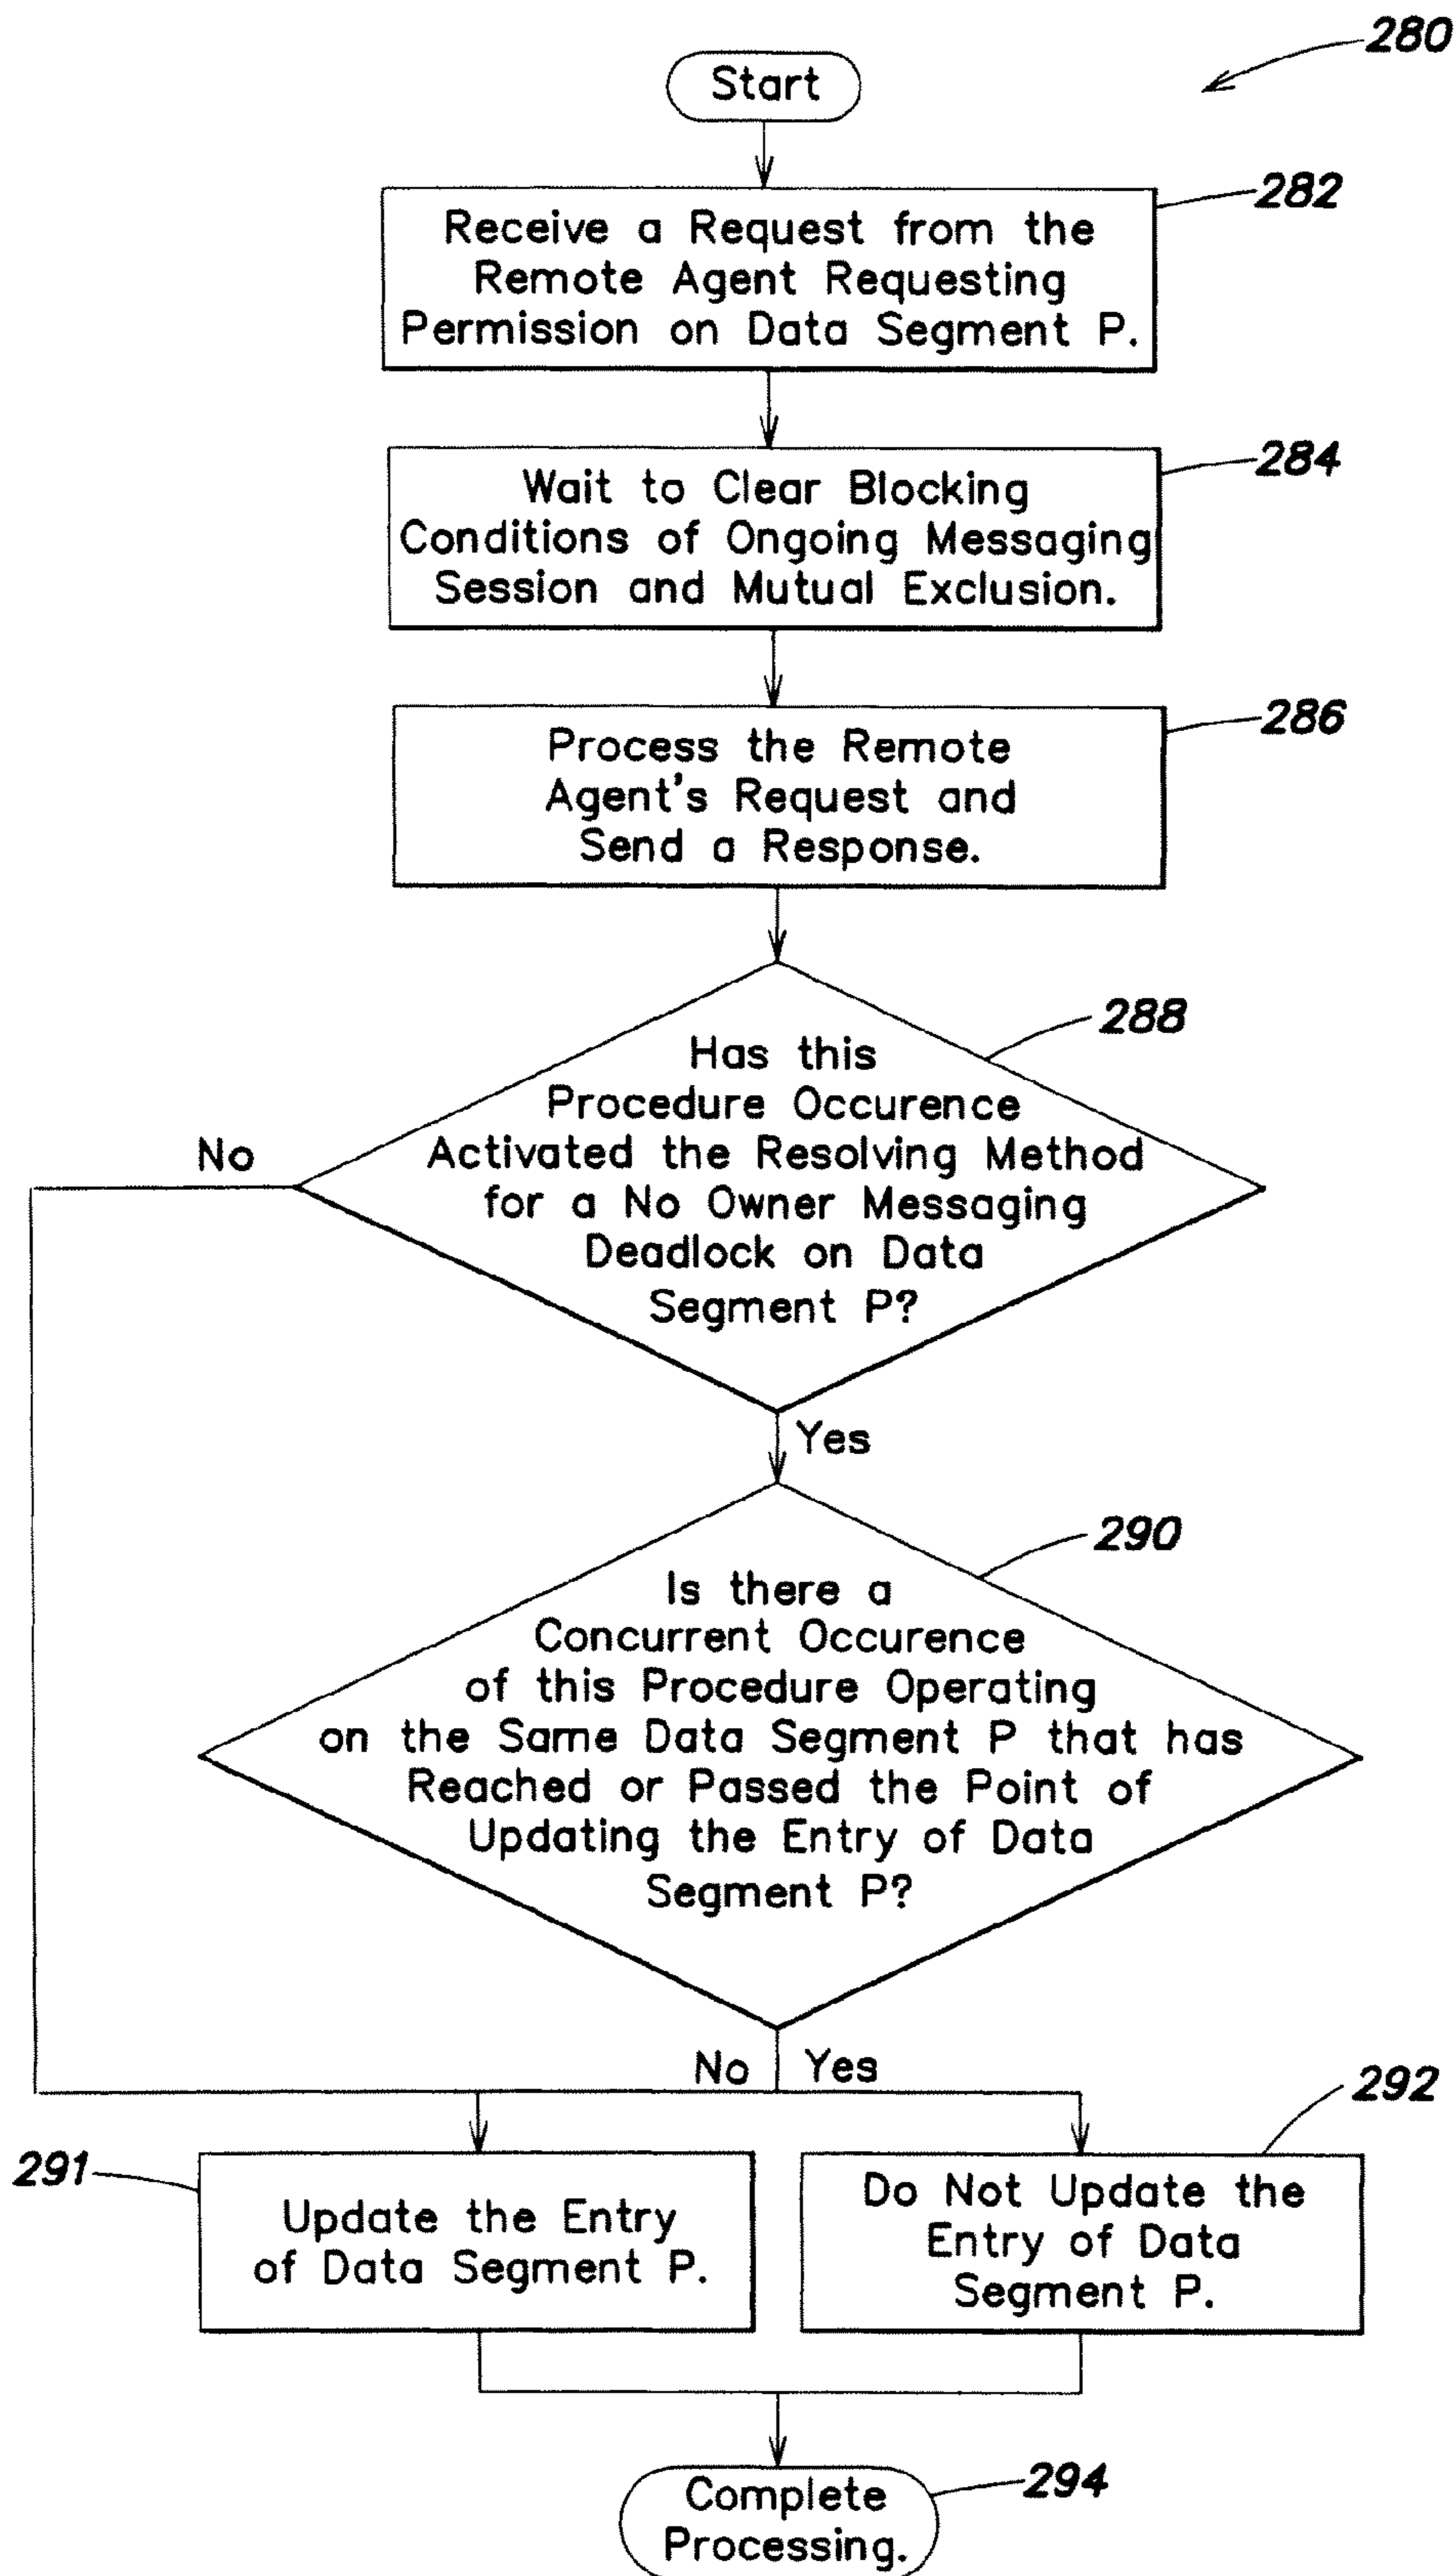 280
Start
282
Receive a Request from the
Remote Agent Requesting
Permission on Data Segment P.
284
Wait to Clear Blocking
Conditions of Ongoing Messaging
Session and Mutual Exclusion.
286
Process the Remote
Agent's Request and
Send a Response.
288
Has this
Procedure Occurence
Activated the Resolving Method
for a No Owner Messaging
Deadlock on Data
Segment P?
No
Yes
290
Is there a
Concurrent Occurence
of this Procedure Operating
on the Same Data Segment P that has
Reached or Passed the Point of
Updating the Entry of Data
Segment P?
No Yes
291
Update the Entry
of Data Segment P.
292
Do Not Update the
Entry of Data
Segment P.
294
Complete
Processing.